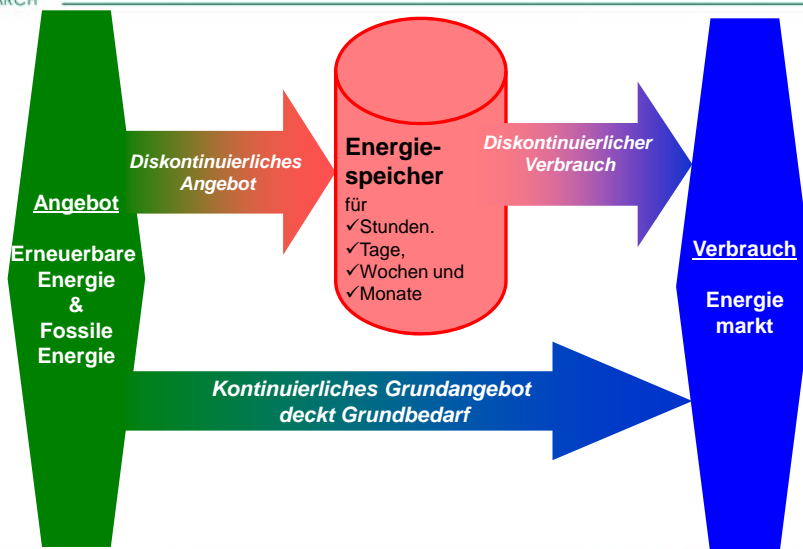 ARCH
Angebot
Erneuerbare
Energie
&
Fossile
Energie
Diskontinuierliches
Angebot
Energie-
speicher
für
✓Stunden.
✓Tage,
✓Wochen und
✓Monate
Diskontinuierlicher
Verbrauch
Verbrauch
Energie
markt
Kontinuierliches Grundangebot
deckt Grundbedarf